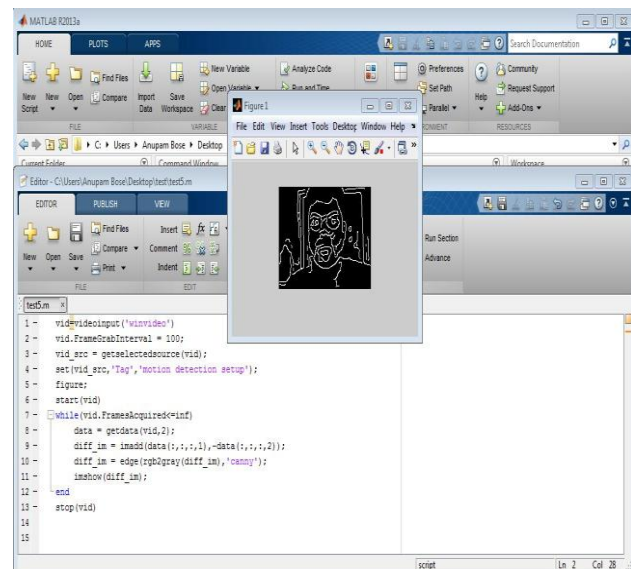 MATLAB R2013a
HOME PLOTS APPS Search Documentation
New Script New Open Find Files Compare Import Data Save Workspace New Variable Open Variable Clear Analyze Code Run and Time Preferences Set Path Parallel Help Community Request Support Add-Ons
FILE VARIABLE RESOURCES
C: Users Anupam Bose Desktop
Current Folder Command Window Workspace
Figure 1
File Edit View Insert Tools Desktop Window Help
Editor - C:\Users\Anupam Bose\Desktop\test\test5.m
EDITOR PUBLISH VIEW
New Open Save Find Files Compare Print Insert fx Comment Indent Run Section Advance
FILE EDIT
test5.m x
1 - vid=videoinput('winvideo')
2 - vid.FrameGrabInterval = 100;
3 - vid_src = getselectedsource(vid);
4 - set(vid_src,'Tag','motion detection setup');
5 - figure;
6 - start(vid)
7 - while(vid.FramesAcquired<=inf)
8 - data = getdata(vid,2);
9 - diff_im = imadd(data(:,:,:,1),-data(:,:,:,2));
10 - diff_im = edge(rgb2gray(diff_im),'canny');
11 - imshow(diff_im);
12 - end
13 - stop(vid)
14
15
script Ln 2 Col 28